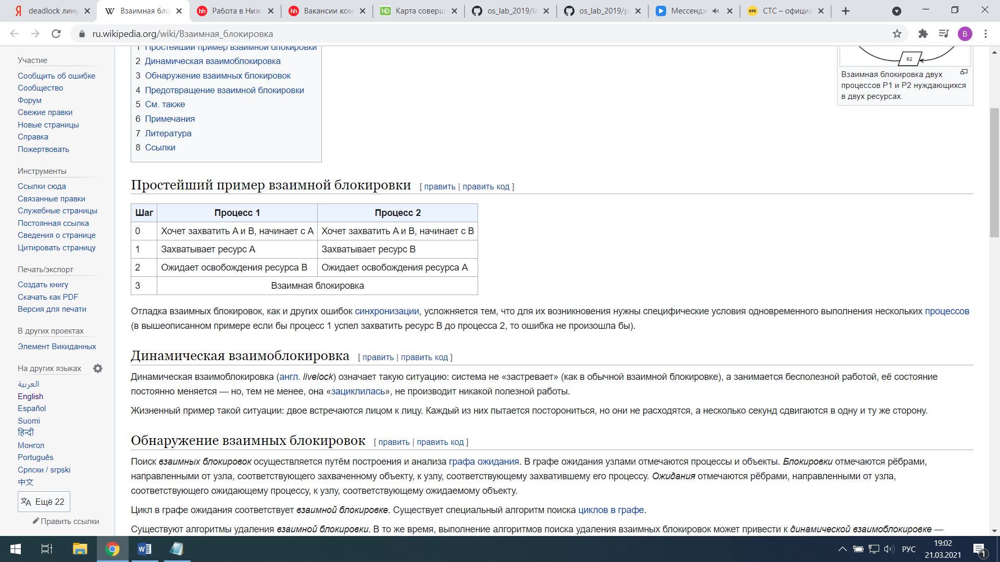 deadlock лину
Взаимная бло
Работа в Ниж
Вакансии ком
Карта соверш
os_lab_2019/la
os_lab_2019/p
Мессендж
СТС – официа
ru.wikipedia.org/wiki/Взаимная_блокировка
B
Участие
Сообщить об ошибке
Сообщество
Форум
Свежие правки
Новые страницы
Справка
Пожертвовать
Инструменты
Ссылки сюда
Связанные правки
Служебные страницы
Постоянная ссылка
Сведения о странице
Цитировать страницу
Печать/экспорт
Создать книгу
Скачать как PDF
Версия для печати
В других проектах
Элемент Викиданных
На других языках
العربية
English
Español
Suomi
हिन्दी
Монгол
Português
Српски / srpski
中文
Ещё 22
Править ссылки
1 Простейший пример взаимной блокировки
2 Динамическая взаимоблокировка
3 Обнаружение взаимных блокировок
4 Предотвращение взаимной блокировки
5 См. также
6 Примечания
7 Литература
8 Ссылки
R2
Взаимная блокировка двух
процессов P1 и P2 нуждающихся
в двух ресурсах.
Простейший пример взаимной блокировки [ править | править код ]
Шаг Процесс 1 Процесс 2
0 Хочет захватить A и B, начинает с A Хочет захватить A и B, начинает с B
1 Захватывает ресурс A Захватывает ресурс B
2 Ожидает освобождения ресурса B Ожидает освобождения ресурса A
3 Взаимная блокировка
Отладка взаимных блокировок, как и других ошибок синхронизации, усложняется тем, что для их возникновения нужны специфические условия одновременного выполнения нескольких процессов
(в вышеописанном примере если бы процесс 1 успел захватить ресурс B до процесса 2, то ошибка не произошла бы).
Динамическая взаимоблокировка [ править | править код ]
Динамическая взаимоблокировка (англ. livelock) означает такую ситуацию: система не «застревает» (как в обычной взаимной блокировке), а занимается бесполезной работой, её состояние
постоянно меняется — но, тем не менее, она «зациклилась», не производит никакой полезной работы.
Жизненный пример такой ситуации: двое встречаются лицом к лицу. Каждый из них пытается посторониться, но они не расходятся, а несколько секунд сдвигаются в одну и ту же сторону.
Обнаружение взаимных блокировок [ править | править код ]
Поиск взаимных блокировок осуществляется путём построения и анализа графа ожидания. В графе ожидания узлами отмечаются процессы и объекты. Блокировки отмечаются рёбрами,
направленными от узла, соответствующего захваченному объекту, к узлу, соответствующему захватившему его процессу. Ожидания отмечаются рёбрами, направленными от узла,
соответствующего ожидающему процессу, к узлу, соответствующему ожидаемому объекту.
Цикл в графе ожидания соответствует взаимной блокировке. Существует специальный алгоритм поиска циклов в графе.
Существуют алгоритмы удаления взаимной блокировки. В то же время, выполнение алгоритмов поиска удаления взаимных блокировок может привести к динамической взаимоблокировке —
РУС
19:02
21.03.2021
1